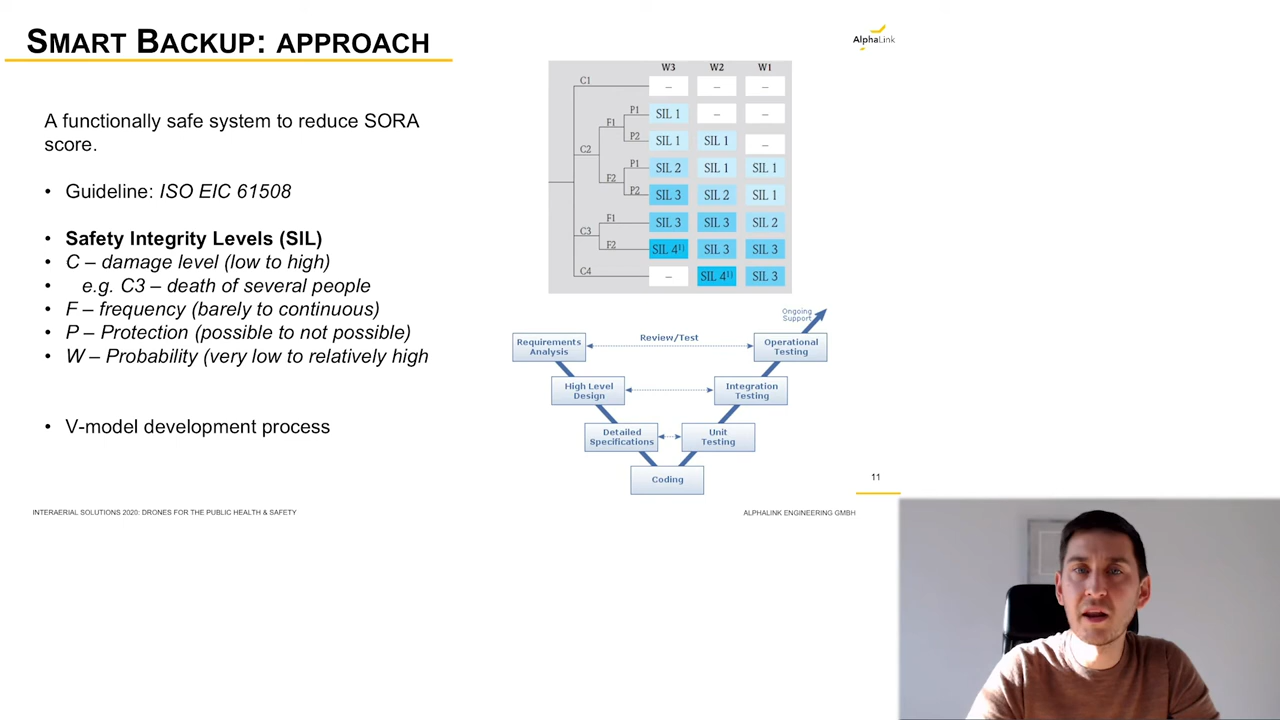 SMART BACKUP: APPROACH
AlphaLink
A functionally safe system to reduce SORA
score.
• Guideline: ISO EIC 61508
• Safety Integrity Levels (SIL)
• C – damage level (low to high)
• e.g. C3 – death of several people
• F – frequency (barely to continuous)
• P – Protection (possible to not possible)
• W – Probability (very low to relatively high
• V-model development process
W3 W2 W1
C1 – – –
F1 P1 SIL 1 – –
C2 P2 SIL 1 SIL 1 –
F2 P1 SIL 2 SIL 1 SIL 1
P2 SIL 3 SIL 2 SIL 1
C3 F1 SIL 3 SIL 3 SIL 2
F2 SIL 4¹⁾ SIL 3 SIL 3
C4 – SIL 4¹⁾ SIL 3
Ongoing
Support
Requirements
Analysis
Review/Test
Operational
Testing
High Level
Design
Integration
Testing
Detailed
Specifications
Unit
Testing
Coding
11
INTERAERIAL SOLUTIONS 2020: DRONES FOR THE PUBLIC HEALTH & SAFETY
ALPHALINK ENGINEERING GMBH